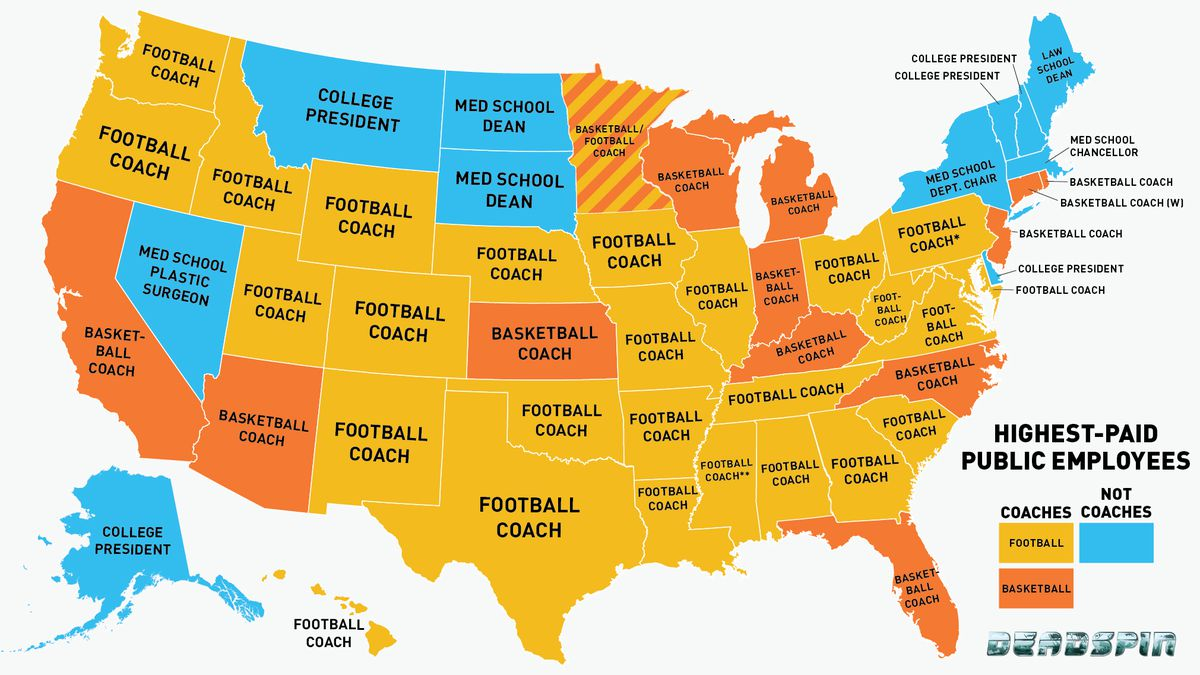 FOOTBALL
COACH
FOOTBALL
COACH
FOOTBALL
COACH
COLLEGE
PRESIDENT
MED SCHOOL
DEAN
MED SCHOOL
DEAN
BASKETBALL/
FOOTBALL
COACH
BASKETBALL
COACH
BASKETBALL
COACH
COLLEGE PRESIDENT
COLLEGE PRESIDENT
LAW
SCHOOL
DEAN
MED SCHOOL
CHANCELLOR
MED SCHOOL
DEPT. CHAIR
BASKETBALL COACH
BASKETBALL COACH (W)
BASKETBALL COACH
COLLEGE PRESIDENT
FOOTBALL COACH
FOOTBALL
COACH*
FOOTBALL
COACH
FOOTBALL
COACH
FOOTBALL
COACH
FOOTBALL
COACH
MED SCHOOL
PLASTIC
SURGEON
FOOTBALL
COACH
FOOTBALL
COACH
BASKETBALL
COACH
FOOTBALL
COACH
FOOTBALL
COACH
BASKET-
BALL
COACH
FOOT-
BALL
COACH
FOOT-
BALL
COACH
BASKETBALL
COACH
BASKETBALL
COACH
BASKET-
BALL
COACH
BASKETBALL
COACH
FOOTBALL
COACH
FOOTBALL
COACH
FOOTBALL
COACH
FOOTBALL COACH
FOOTBALL
COACH
FOOTBALL
COACH
FOOTBALL
COACH
FOOTBALL
COACH**
FOOTBALL
COACH
FOOTBALL
COACH
BASKET-
BALL
COACH
COLLEGE
PRESIDENT
FOOTBALL
COACH
HIGHEST-PAID
PUBLIC EMPLOYEES
COACHES
NOT
COACHES
FOOTBALL
BASKETBALL
DEADSPIN